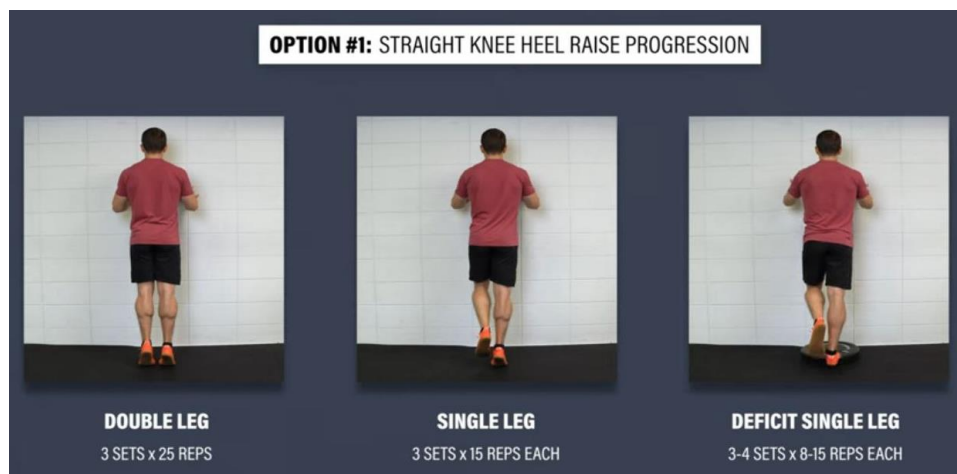 OPTION #1: STRAIGHT KNEE HEEL RAISE PROGRESSION
DOUBLE LEG
3 SETS x 25 REPS
SINGLE LEG
3 SETS x 15 REPS EACH
DEFICIT SINGLE LEG
3-4 SETS x 8-15 REPS EACH